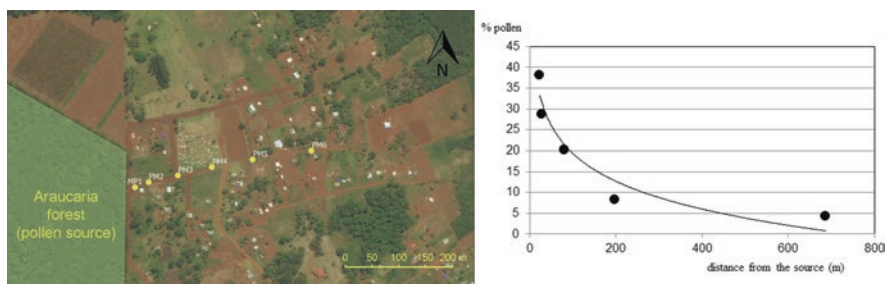 N
MP1
PM2
PM3
PM4
PM5
PM6
Araucaria
forest
(pollen source)
0 50 100 150 200 m
% pollen
45
40
35
30
25
20
15
10
5
0
0 200 400 600 800
distance from the source (m)